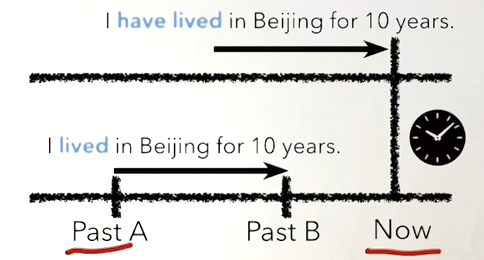 I have lived in Beijing for 10 years.
I lived in Beijing for 10 years.
Past A Past B Now